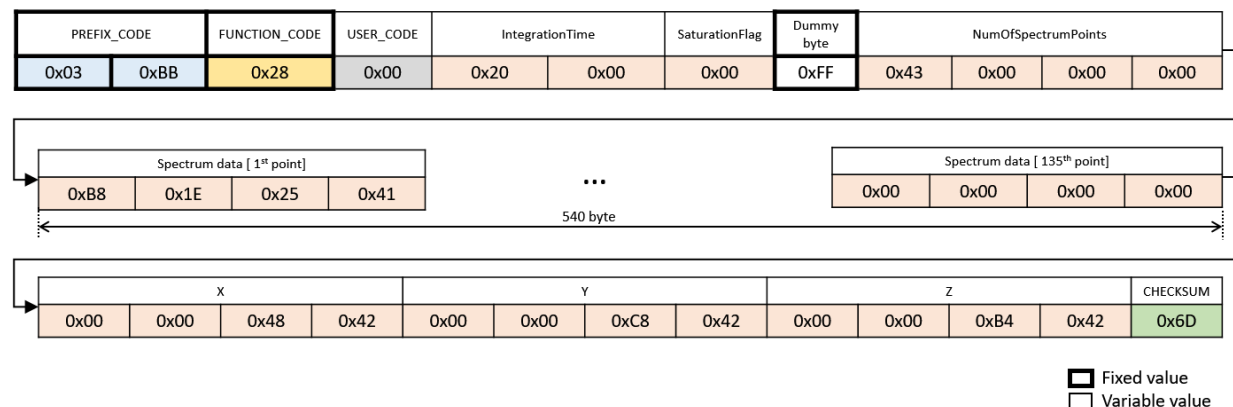 PREFIX_CODE FUNCTION_CODE USER_CODE IntegrationTime SaturationFlag Dummy byte NumOfSpectrumPoints
0x03 0xBB 0x28 0x00 0x20 0x00 0x00 0xFF 0x43 0x00 0x00 0x00
Spectrum data [ 1st point] Spectrum data [ 135th point]
0xB8 0x1E 0x25 0x41 ... 0x00 0x00 0x00 0x00
540 byte
X Y Z CHECKSUM
0x00 0x00 0x48 0x42 0x00 0x00 0xC8 0x42 0x00 0x00 0xB4 0x42 0x6D
Fixed value
Variable value